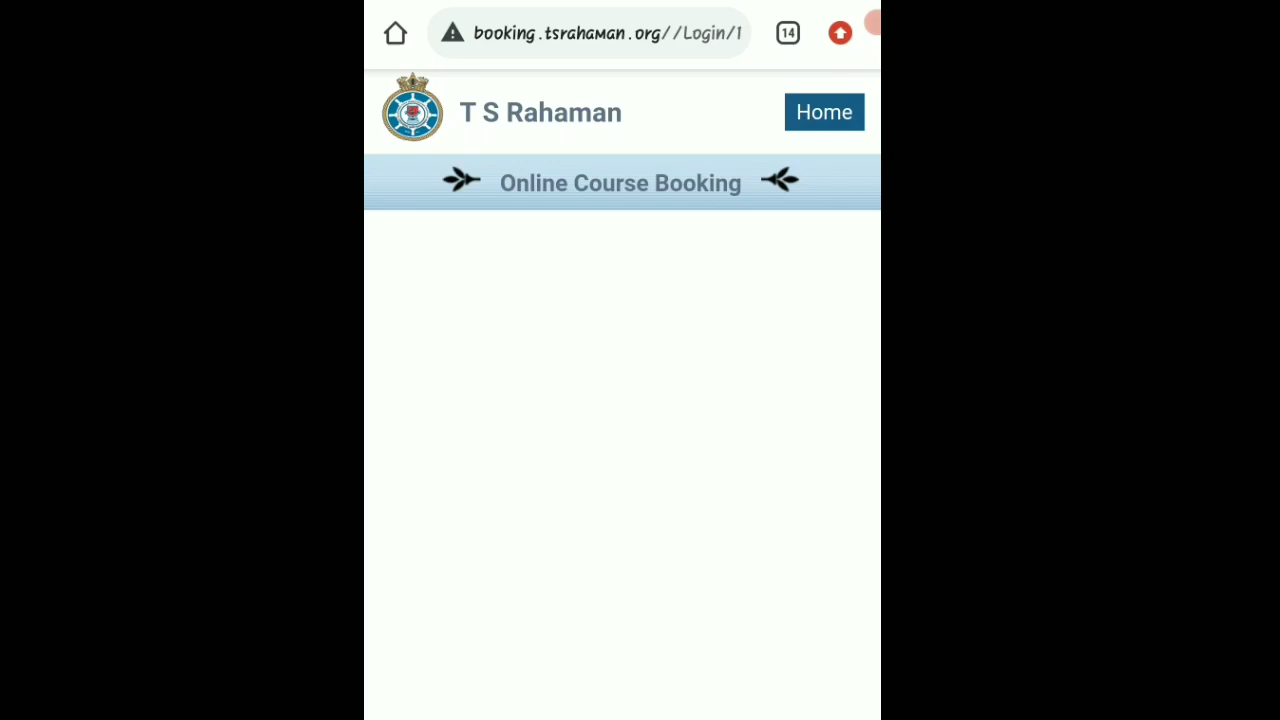 booking.tsrahaman.org//Login/1
14
T S Rahaman
Home
Online Course Booking